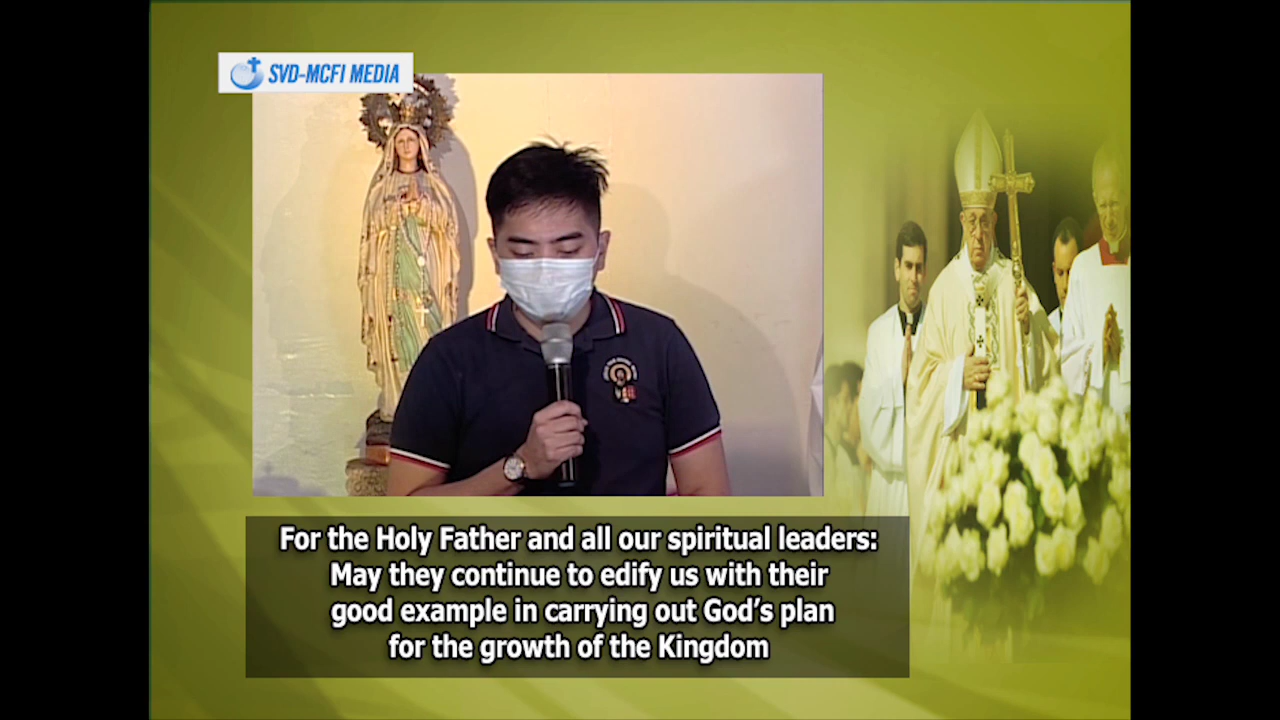 SVD-MCFI MEDIA
For the Holy Father and all our spiritual leaders:
May they continue to edify us with their
good example in carrying out God's plan
for the growth of the Kingdom